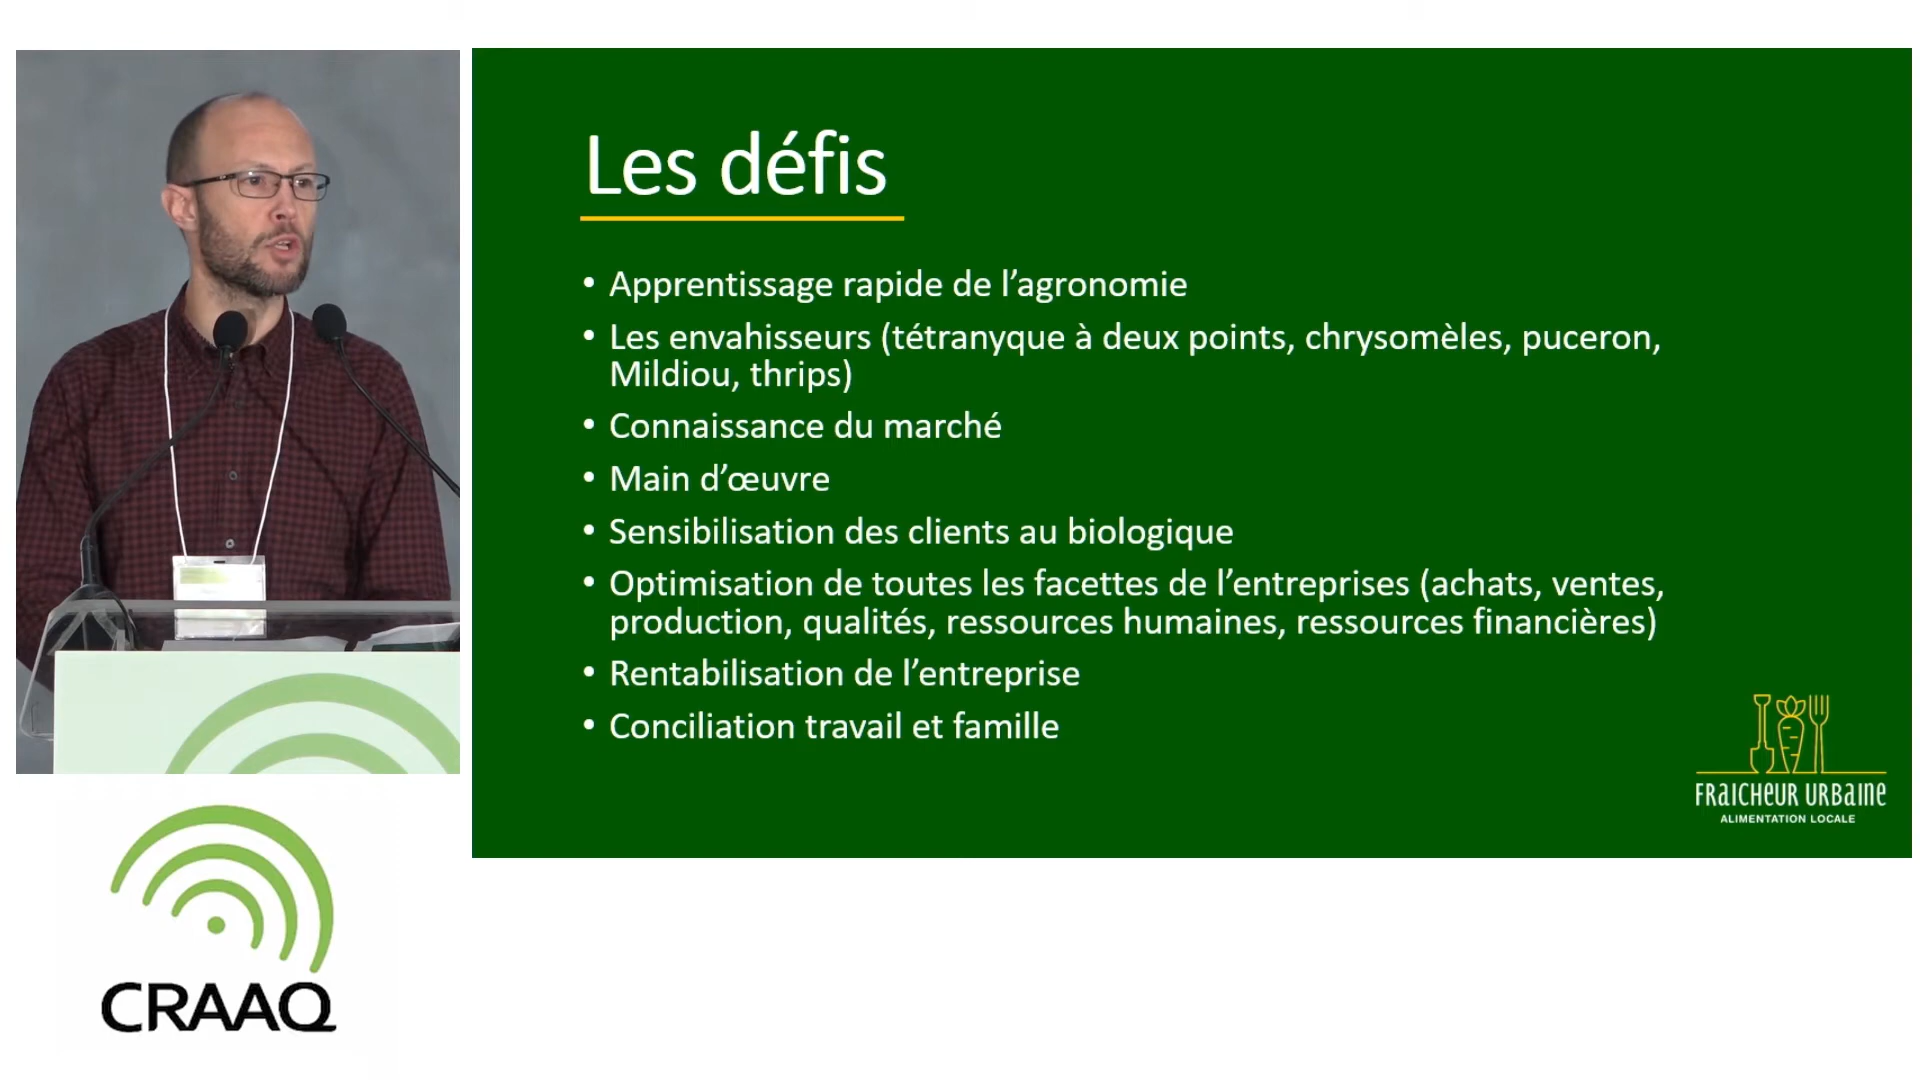 Les défis
• Apprentissage rapide de l’agronomie
• Les envahisseurs (tétranyque à deux points, chrysomèles, puceron,
Mildiou, thrips)
• Connaissance du marché
• Main d’œuvre
• Sensibilisation des clients au biologique
• Optimisation de toutes les facettes de l’entreprises (achats, ventes,
production, qualités, ressources humaines, ressources financières)
• Rentabilisation de l’entreprise
• Conciliation travail et famille
FRaicHeUR URBaine
ALIMENTATION LOCALE
CRAAQ